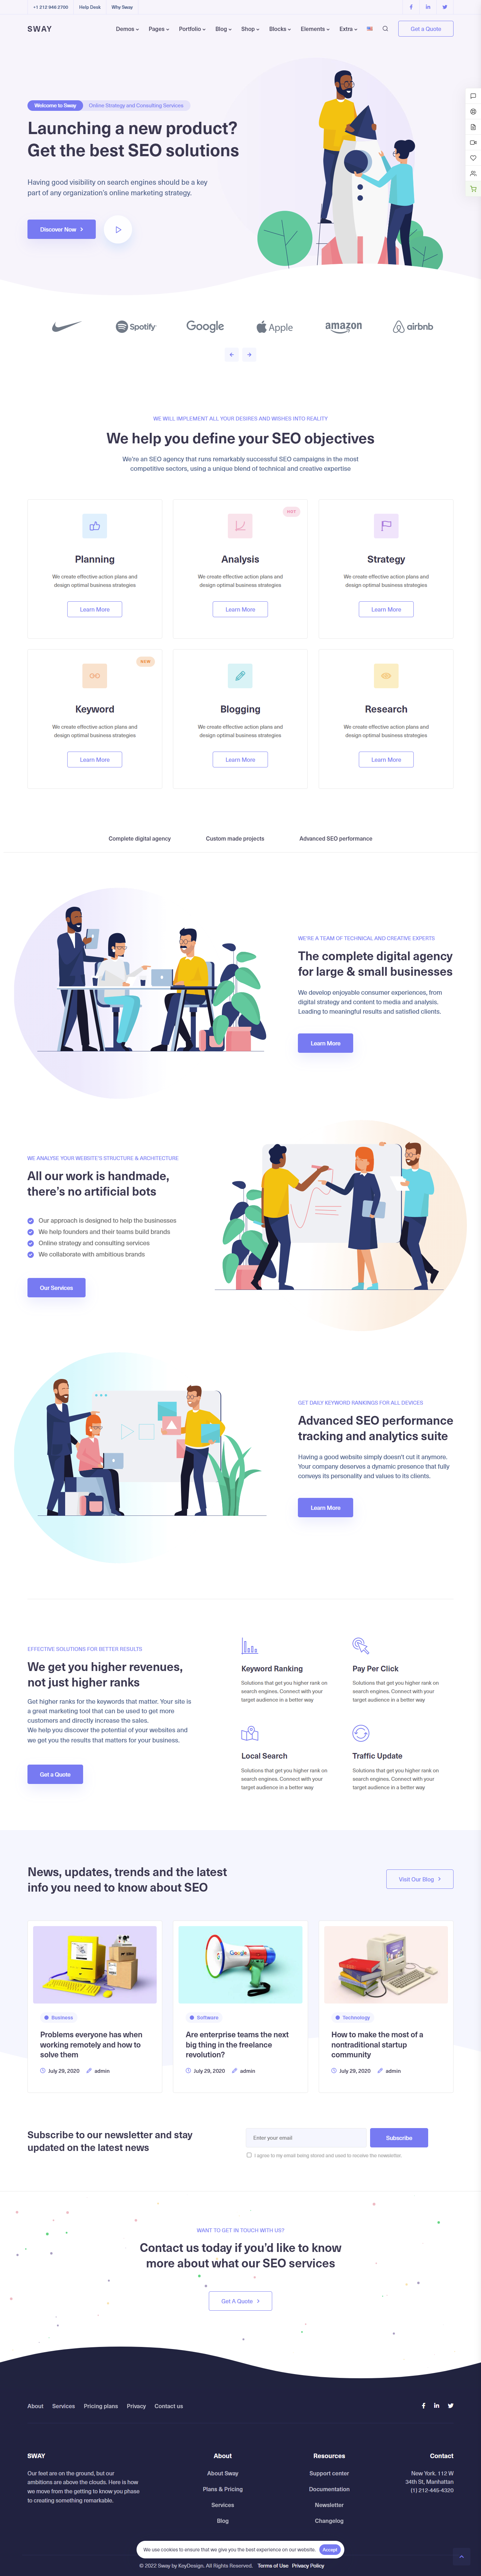 +1 212 946 2700 Help Desk Why Sway
SWAY Demos Pages Portfolio Blog Shop Blocks Elements Extra Get a Quote
Welcome to Sway Online Strategy and Consulting Services
Launching a new product?
Get the best SEO solutions
Having good visibility on search engines should be a key
part of any organization's online marketing strategy.
Discover Now
Spotify Google Apple amazon airbnb
WE WILL IMPLEMENT ALL YOUR DESIRES AND WISHES INTO REALITY
We help you define your SEO objectives
We're an SEO agency that runs remarkably successful SEO campaigns in the most
competitive sectors, using a unique blend of technical and creative expertise
HOT
Planning Analysis Strategy
We create effective action plans and We create effective action plans and We create effective action plans and
design optimal business strategies design optimal business strategies design optimal business strategies
Learn More Learn More Learn More
NEW
Keyword Blogging Research
We create effective action plans and We create effective action plans and We create effective action plans and
design optimal business strategies design optimal business strategies design optimal business strategies
Learn More Learn More Learn More
Complete digital agency Custom made projects Advanced SEO performance
WE'RE A TEAM OF TECHNICAL AND CREATIVE EXPERTS
The complete digital agency
for large & small businesses
We develop enjoyable consumer experiences, from
digital strategy and content to media and analysis.
Leading to meaningful results and satisfied clients.
Learn More
WE ANALYSE YOUR WEBSITE'S STRUCTURE & ARCHITECTURE
All our work is handmade,
there's no artificial bots
Our approach is designed to help the businesses
We help founders and their teams build brands
Online strategy and consulting services
We collaborate with ambitious brands
Our Services
GET DAILY KEYWORD RANKINGS FOR ALL DEVICES
Advanced SEO performance
tracking and analytics suite
Having a good website simply doesn't cut it anymore.
Your company deserves a dynamic presence that fully
conveys its personality and values to its clients.
Learn More
EFFECTIVE SOLUTIONS FOR BETTER RESULTS
We get you higher revenues,
not just higher ranks
Get higher ranks for the keywords that matter. Your site is
a great marketing tool that can be used to get more
customers and directly increase the sales.
We help you discover the potential of your websites and
we get you the results that matters for your business.
Get a Quote
Keyword Ranking
Solutions that get you higher rank on
search engines. Connect with your
target audience in a better way
Pay Per Click
Solutions that get you higher rank on
search engines. Connect with your
target audience in a better way
Local Search
Solutions that get you higher rank on
search engines. Connect with your
target audience in a better way
Traffic Update
Solutions that get you higher rank on
search engines. Connect with your
target audience in a better way
News, updates, trends and the latest
info you need to know about SEO
Visit Our Blog
Business
Problems everyone has when
working remotely and how to
solve them
July 29, 2020 admin
Google
Software
Are enterprise teams the next
big thing in the freelance
revolution?
July 29, 2020 admin
Technology
How to make the most of a
nontraditional startup
community
July 29, 2020 admin
Subscribe to our newsletter and stay
updated on the latest news
Enter your email Subscribe
I agree to my email being stored and used to receive the newsletter.
WANT TO GET IN TOUCH WITH US?
Contact us today if you'd like to know
more about what our SEO services
Get A Quote
About Services Pricing plans Privacy Contact us
SWAY
Our feet are on the ground, but our
ambitions are above the clouds. Here is how
we move from the getting to know you phase
to creating something remarkable.
About
About Sway
Plans & Pricing
Services
Blog
Resources
Support center
Documentation
Newsletter
Changelog
Contact
New York. 112 W
34th St, Manhattan
(1) 212-445-4320
We use cookies to ensure that we give you the best experience on our website. Accept
© 2022 Sway by KeyDesign. All Rights Reserved. Terms of Use Privacy Policy